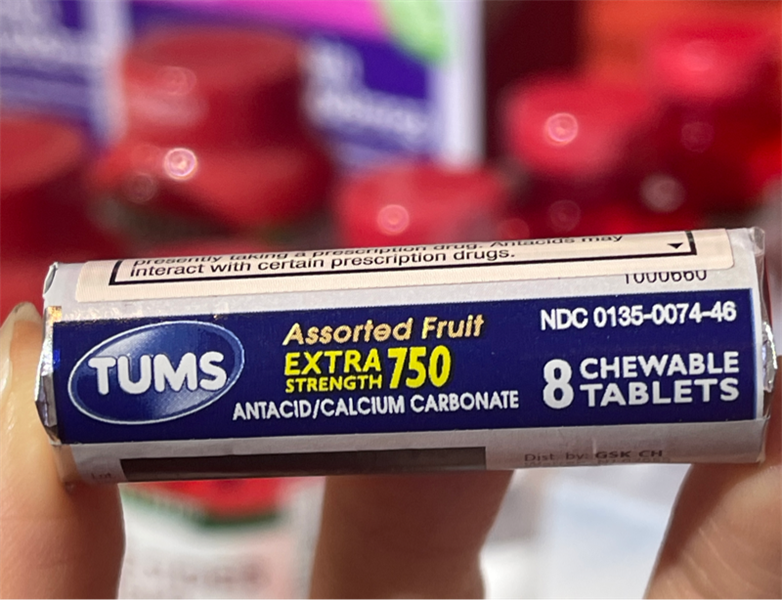 presently taking a prescription drug. Antacids may
interact with certain prescription drugs.
1000660
TUMS
Assorted Fruit
EXTRA
STRENGTH
750
ANTACID/CALCIUM CARBONATE
NDC 0135-0074-46
8 CHEWABLE
TABLETS
Lot
Dist. by: GSK CH